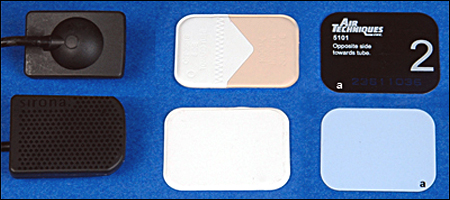 AIR
TECHNIQUES
5101
Opposite side
towards tube.
2
a
sirona
a